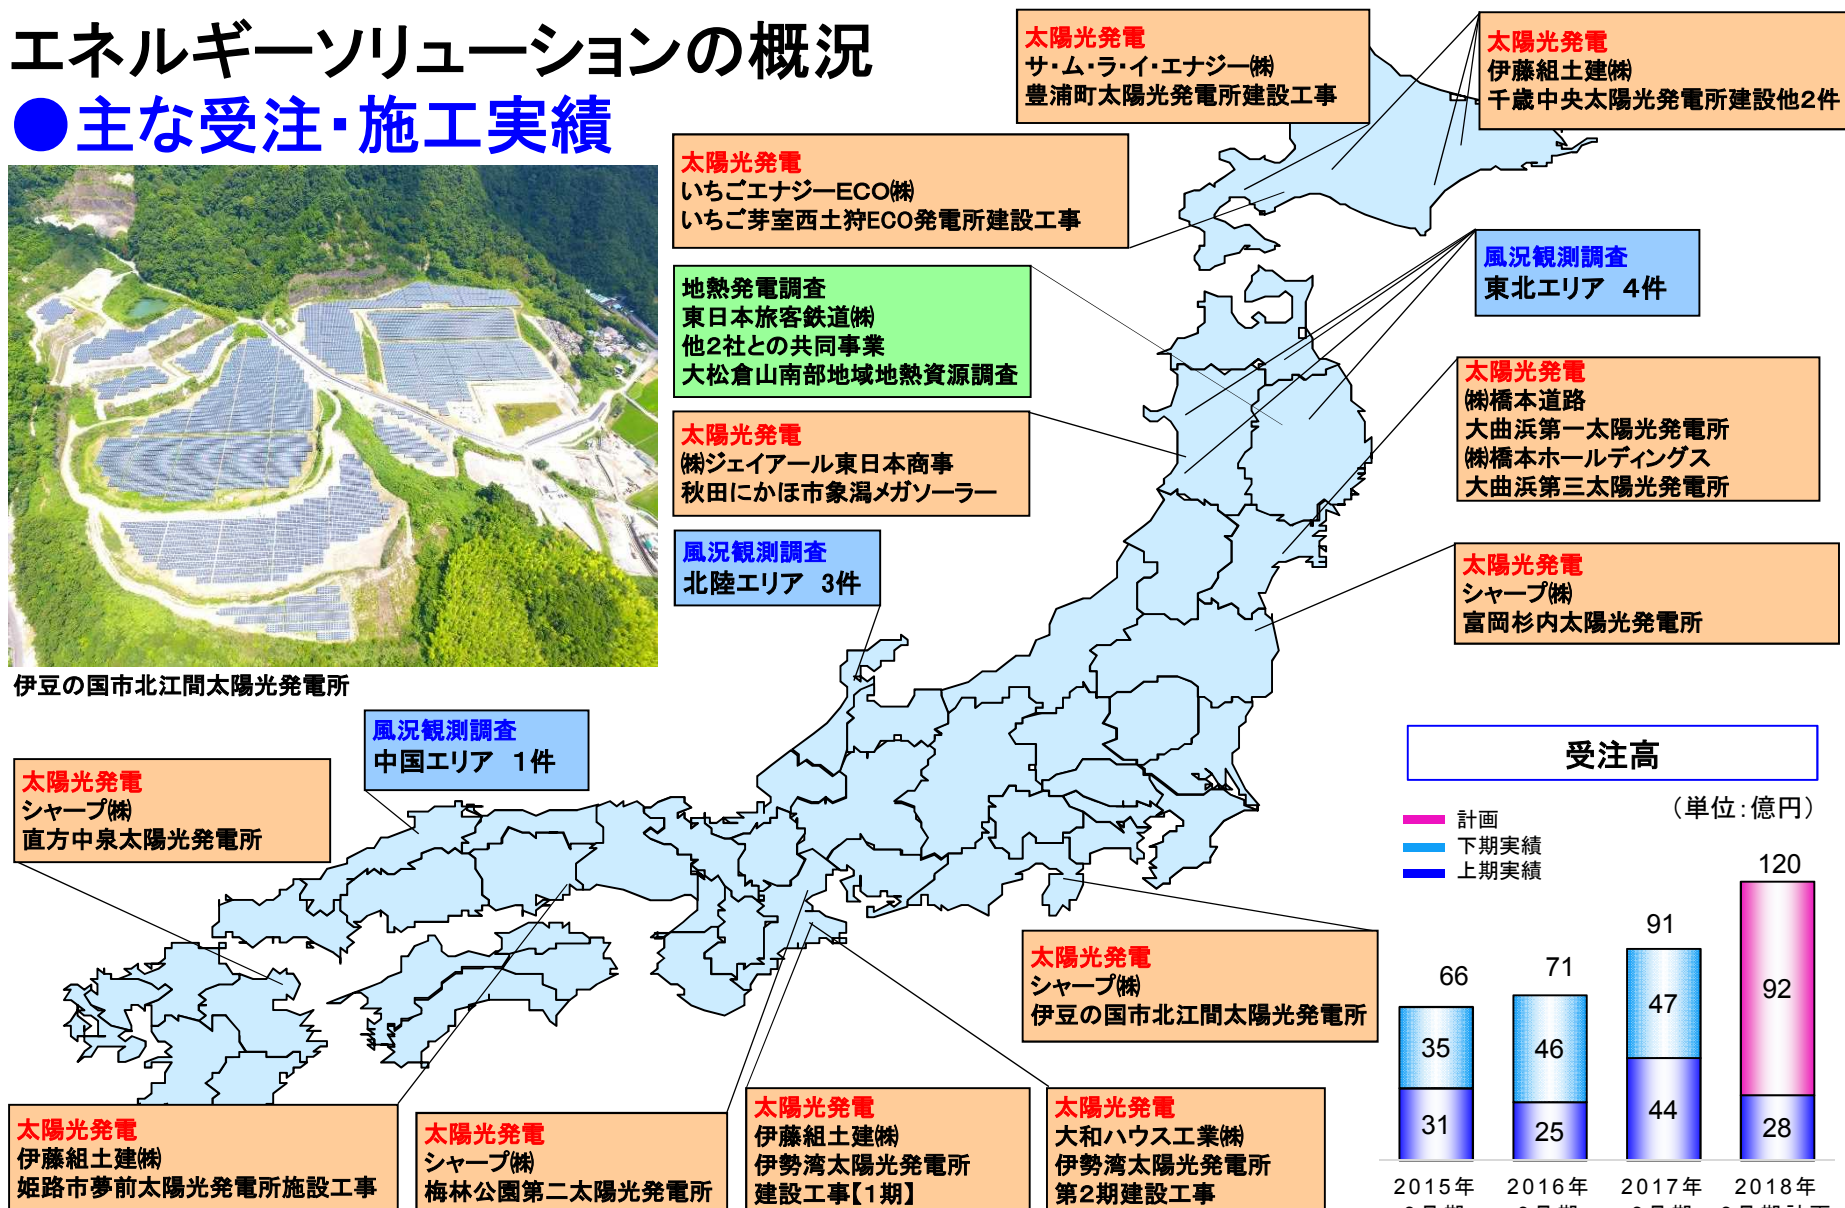 エネルギーソリューションの概況
●主な受注・施工実績
伊豆の国市北江間太陽光発電所
太陽光発電
サ・ム・ラ・イ・エナジー㈱
豊浦町太陽光発電所建設工事
太陽光発電
伊藤組土建㈱
千歳中央太陽光発電所建設他2件
太陽光発電
いちごエナジーECO㈱
いちご芽室西土狩ECO発電所建設工事
地熱発電調査
東日本旅客鉄道㈱
他2社との共同事業
大松倉山南部地域地熱資源調査
風況観測調査
東北エリア 4件
太陽光発電
㈱橋本道路
大曲浜第一太陽光発電所
㈱橋本ホールディングス
大曲浜第三太陽光発電所
太陽光発電
㈱ジェイアール東日本商事
秋田にかほ市象潟メガソーラー
風況観測調査
北陸エリア 3件
太陽光発電
シャープ㈱
富岡杉内太陽光発電所
風況観測調査
中国エリア 1件
太陽光発電
シャープ㈱
直方中泉太陽光発電所
太陽光発電
シャープ㈱
伊豆の国市北江間太陽光発電所
太陽光発電
伊藤組土建㈱
姫路市夢前太陽光発電所施設工事
太陽光発電
シャープ㈱
梅林公園第二太陽光発電所
太陽光発電
伊藤組土建㈱
伊勢湾太陽光発電所
建設工事【1期】
太陽光発電
大和ハウス工業㈱
伊勢湾太陽光発電所
第2期建設工事
受注高
（単位：億円）
計画
下期実績
上期実績
66
71
91
120
35
46
47
92
31
25
44
28
2015年
2016年
2017年
2018年